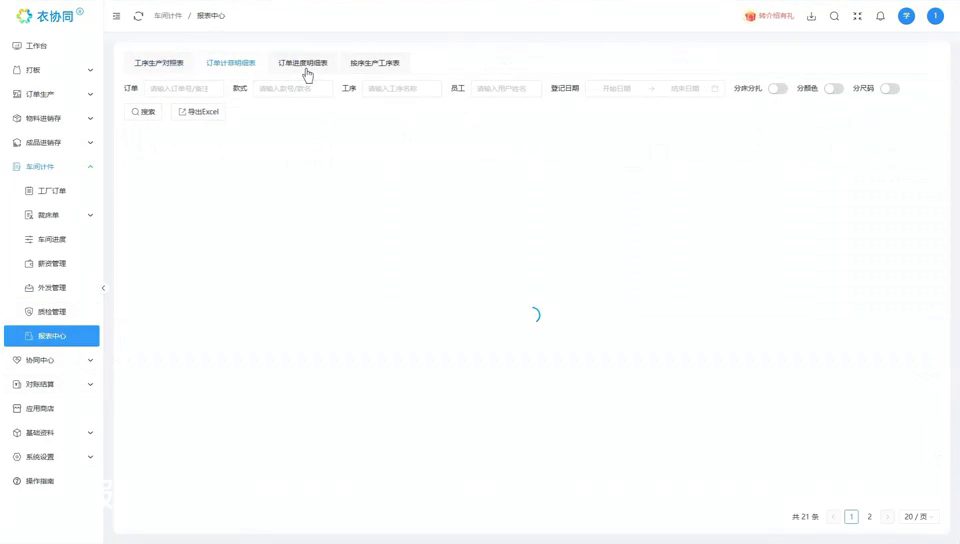 衣协同®
车间计件 / 报表中心
转介绍有礼
学
1
工作台
打板
订单生产
物料进销存
成品进销存
车间计件
工厂订单
裁床单
车间进度
薪资管理
外发管理
质检管理
报表中心
协同中心
对账结算
应用商店
基础资料
系统设置
操作指南
工序生产对照表
订单计菲明细表
订单进度明细表
按序生产工序表
订单 请输入订单号/备注
款式 请输入款号/款名
工序 请输入工序名称
员工 请输入用户姓名
登记日期 开始日期 → 结束日期
分床分扎
分颜色
分尺码
搜索
导出Excel
共 21 条
1
2
20 / 页